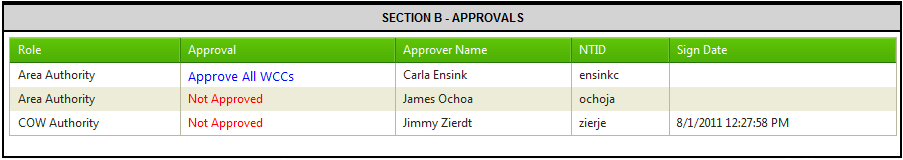 SECTION B - APPROVALS
Role Approval Approver Name NTID Sign Date
Area Authority Approve All WCCs Carla Ensink ensinkc
Area Authority Not Approved James Ochoa ochoja
COW Authority Not Approved Jimmy Zierdt zierje 8/1/2011 12:27:58 PM